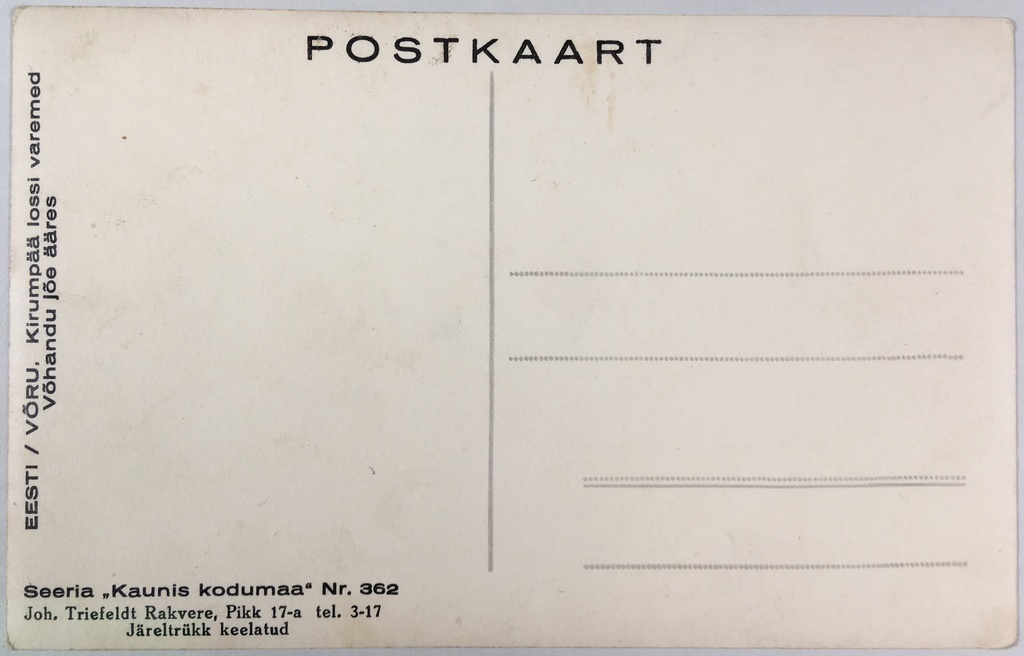 POSTKAART
EESTI / VÕRU. Kirumpää lossi varemed
Võhandu jõe ääres
Seeria „Kaunis kodumaa“ Nr. 362
Joh. Triefeldt Rakvere, Pikk 17-a tel. 3-17
Järeltrükk keelatud